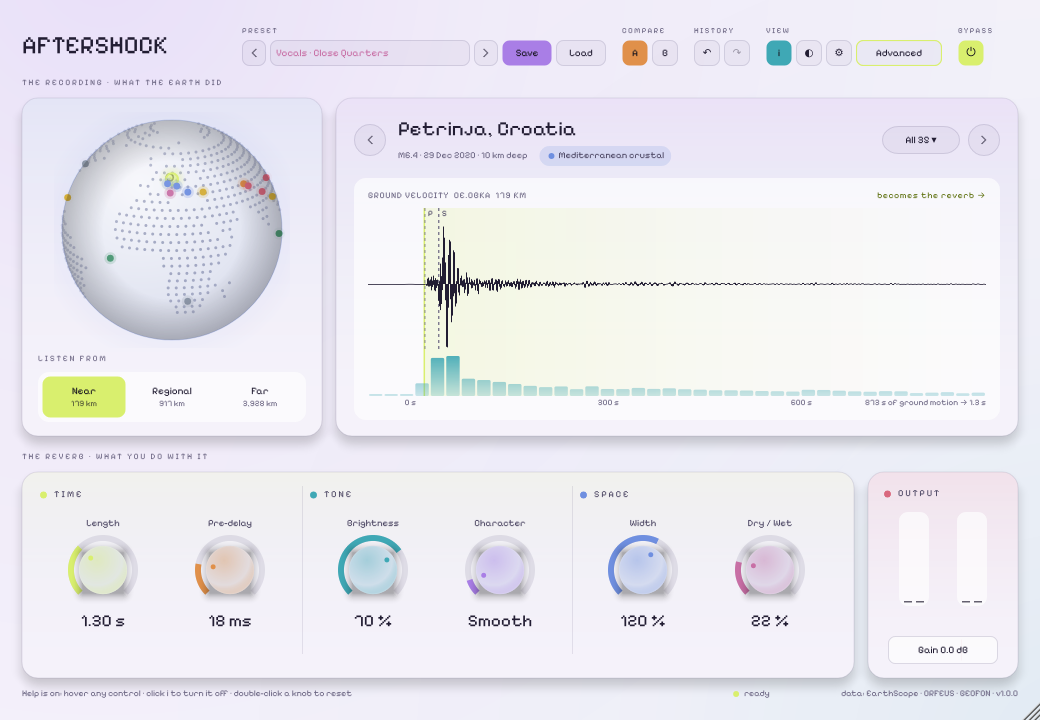 AFTERSHOCK
PRESET
Vocals · Close Quarters
Save
Load
COMPARE
A
B
HISTORY
VIEW
i
Advanced
BYPASS
THE RECORDING · WHAT THE EARTH DID
LISTEN FROM
Near
179 km
Regional
917 km
Far
3,928 km
Petrinja, Croatia
M6.4 · 29 Dec 2020 · 10 km deep
Mediterranean crustal
All 35 ▾
GROUND VELOCITY OE.OBKA 179 KM
becomes the reverb →
P
S
0 s
300 s
600 s
873 s of ground motion → 1.3 s
THE REVERB · WHAT YOU DO WITH IT
TIME
Length
1.30 s
Pre-delay
18 ms
TONE
Brightness
70 %
Character
Smooth
SPACE
Width
120 %
Dry / Wet
22 %
OUTPUT
Gain 0.0 dB
Help is on: hover any control · click i to turn it off · double-click a knob to reset
ready
data: EarthScope · ORFEUS · GEOFON · v1.0.0